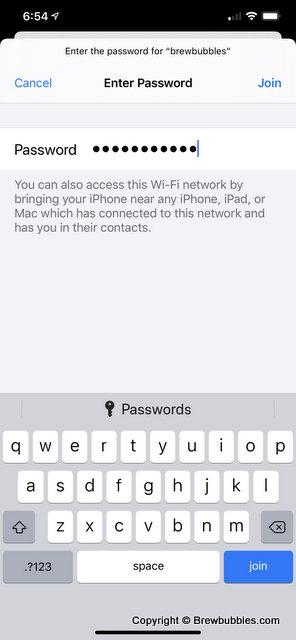 6:54
Enter the password for “brewbubbles”
Cancel Enter Password Join
Password ●●●●●●●●●●●
You can also access this Wi-Fi network by
bringing your iPhone near any iPhone, iPad, or
Mac which has connected to this network and
has you in their contacts.
Passwords
q w e r t y u i o p
a s d f g h j k l
z x c v b n m
.?123 space join
Copyright © Brewbubbles.com